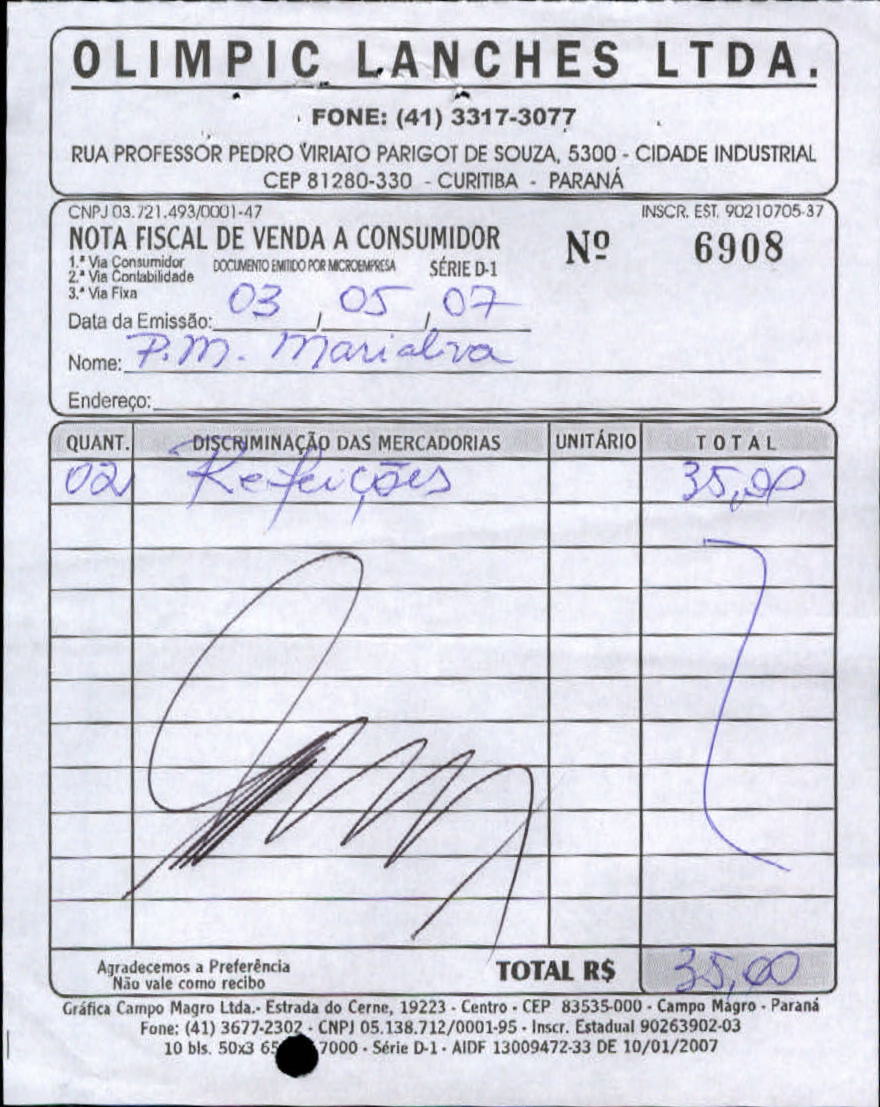 OLIMPIC LANCHES LTDA.
FONE: (41) 3317-3077
RUA PROFESSOR PEDRO VIRIATO PARIGOT DE SOUZA, 5300 - CIDADE INDUSTRIAL
CEP 81280-330 - CURITIBA - PARANÁ
CNPJ 03.721.493/0001-47 INSCR. EST. 90210705-37
NOTA FISCAL DE VENDA A CONSUMIDOR Nº 6908
1.ª Via Consumidor DOCUMENTO EMITIDO POR MICROEMPRESA SÉRIE D-1
2.ª Via Contabilidade
3.ª Via Fixa
Data da Emissão: 03 / 05 / 07
Nome: P.M. Marialva
Endereço:
QUANT. DISCRIMINAÇÃO DAS MERCADORIAS UNITÁRIO TOTAL
02 Refeições 35,00
Agradecemos a Preferência
Não vale como recibo
TOTAL R$ 35,00
Gráfica Campo Magro Ltda.- Estrada do Cerne, 19223 - Centro - CEP 83535-000 - Campo Magro - Paraná
Fone: (41) 3677-2302 - CNPJ 05.138.712/0001-95 - Inscr. Estadual 90263902-03
10 bls. 50x3 65 7000 - Série D-1 - AIDF 13009472-33 DE 10/01/2007